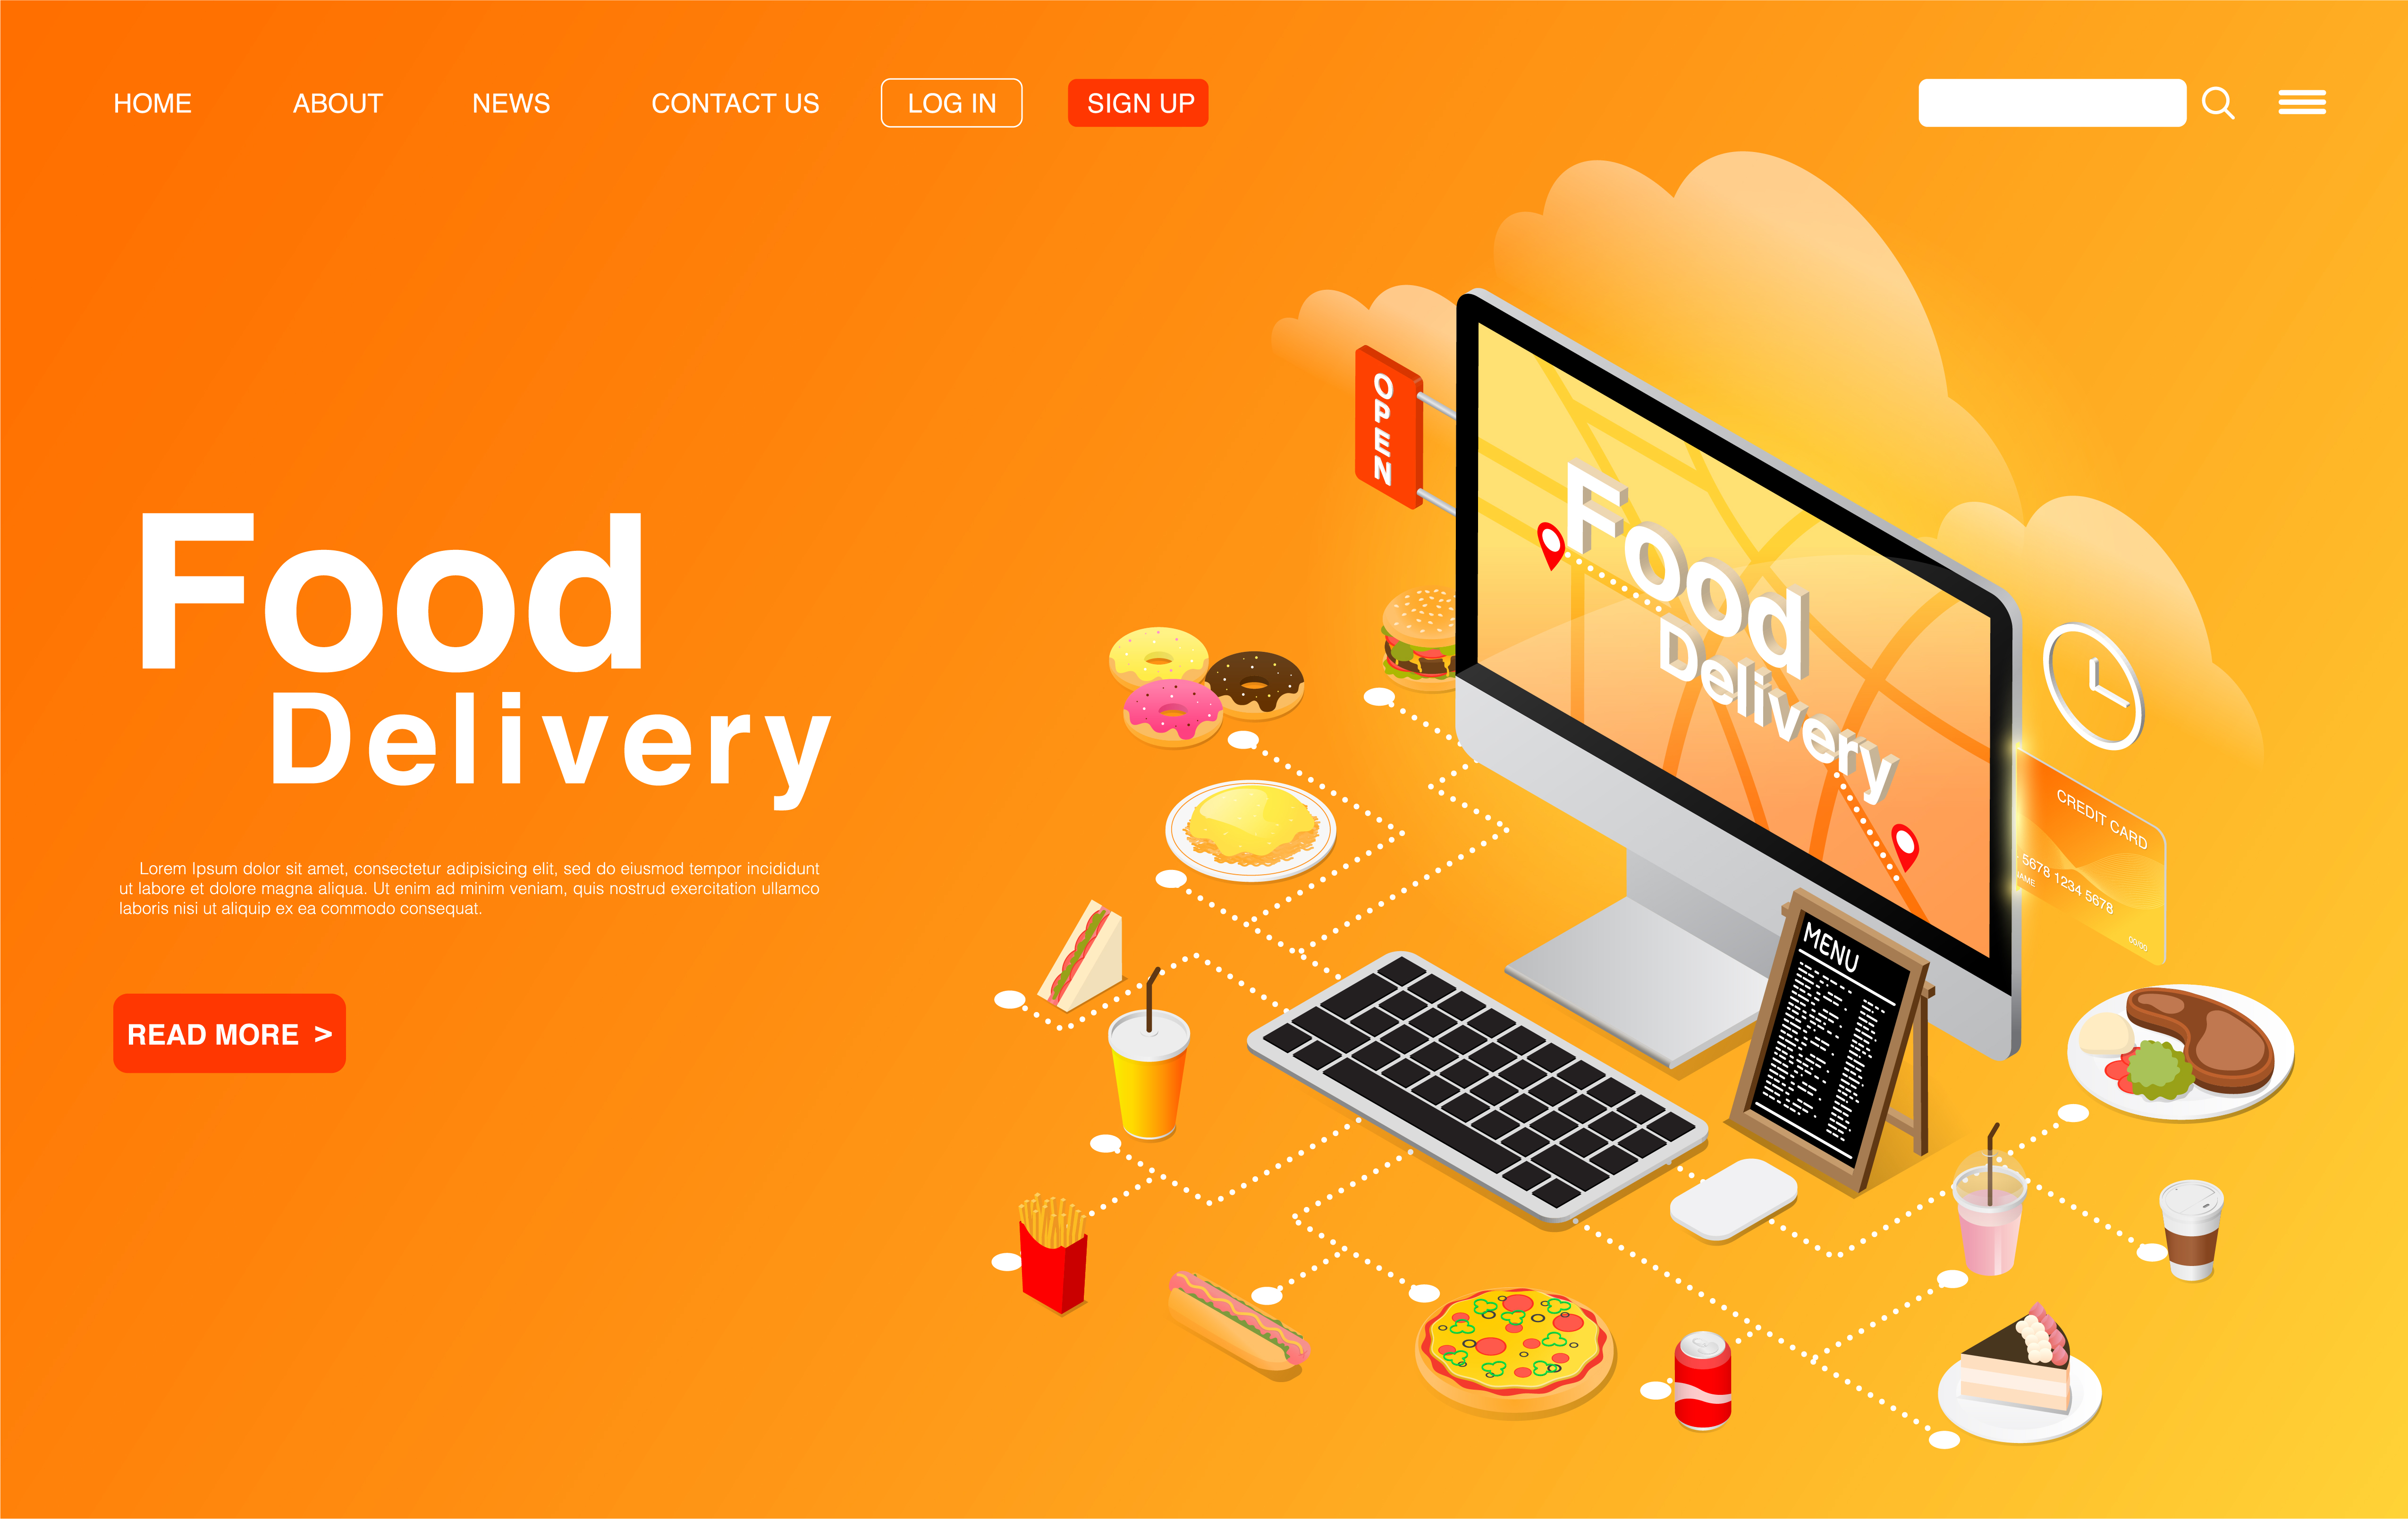 HOME ABOUT NEWS CONTACT US LOG IN SIGN UP
OPEN
Food
Delivery
Food
Delivery
CREDIT CARD
5678 1234 5678
00/00
Lorem Ipsum dolor sit amet, consectetur adipisicing elit, sed do eiusmod tempor incididunt
ut labore et dolore magna aliqua. Ut enim ad minim veniam, quis nostrud exercitation ullamco
laboris nisi ut aliquip ex ea commodo consequat.
MENU
READ MORE >